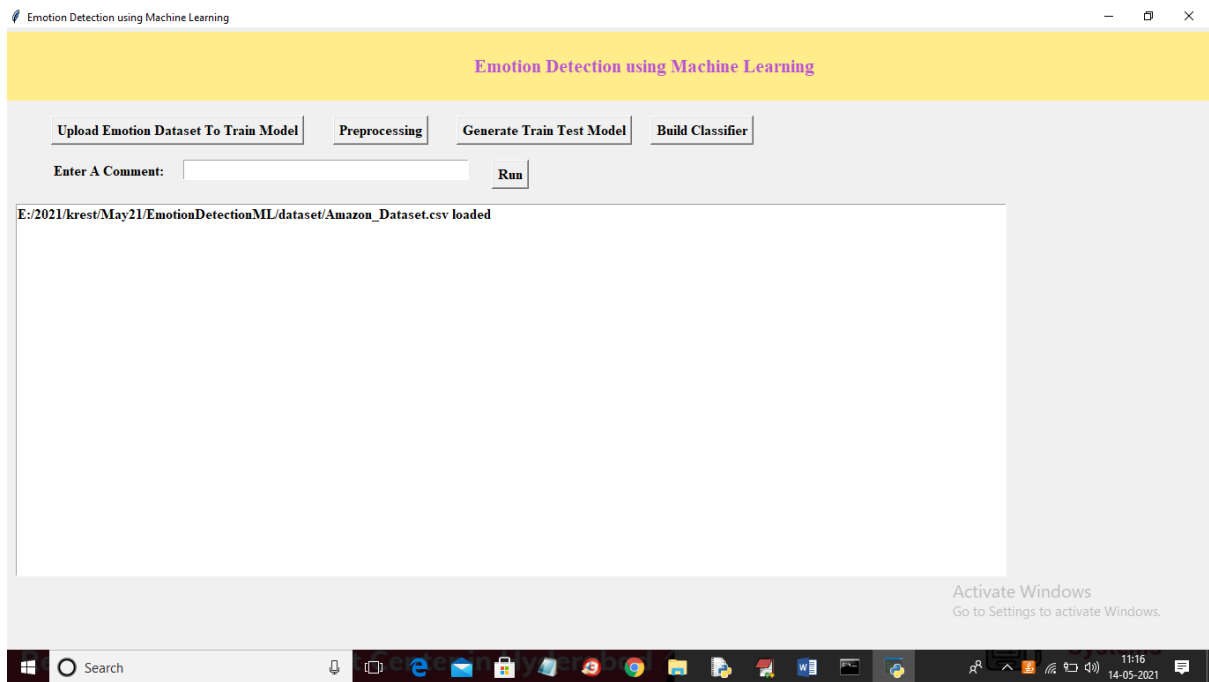 Emotion Detection using Machine Learning
Emotion Detection using Machine Learning
Upload Emotion Dataset To Train Model Preprocessing Generate Train Test Model Build Classifier
Enter A Comment: Run
E:/2021/krest/May21/EmotionDetectionML/dataset/Amazon_Dataset.csv loaded
Activate Windows
Go to Settings to activate Windows.
Search
11:16
14-05-2021